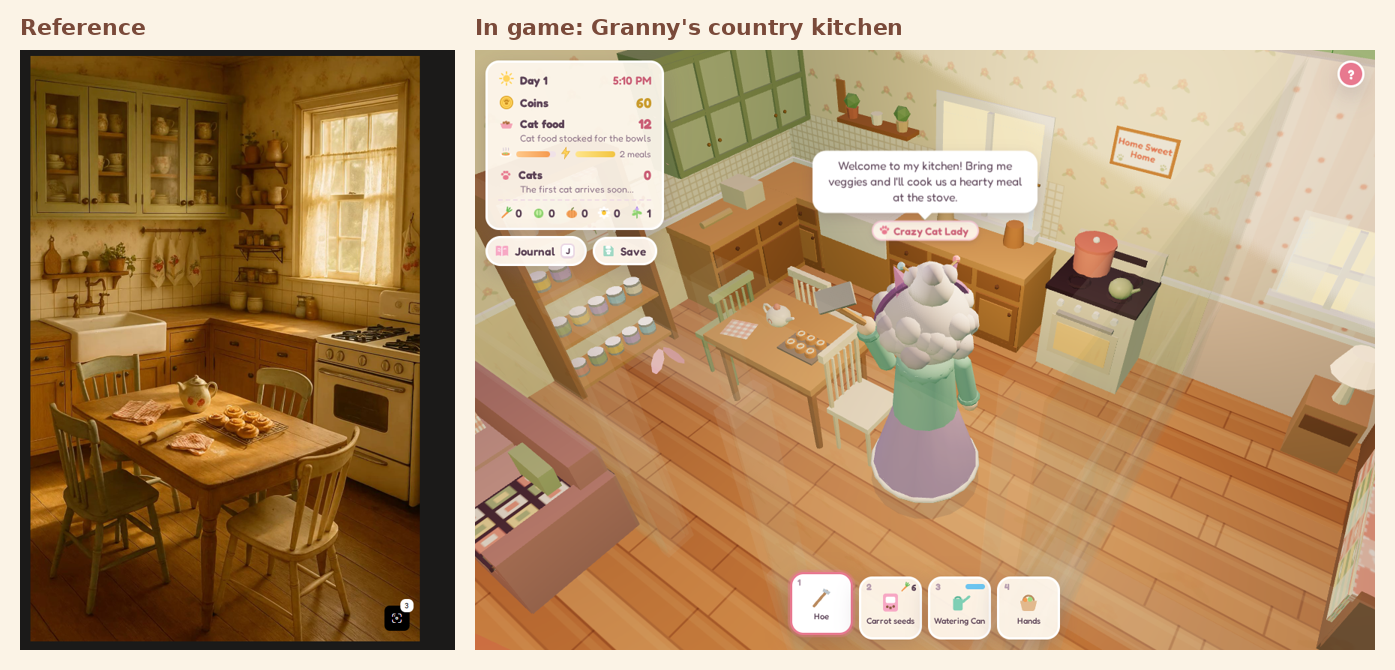 Reference
In game: Granny's country kitchen
3
Day 1
5:10 PM
Coins
60
Cat food
12
Cat food stocked for the bowls
2 meals
Cats
0
The first cat arrives soon...
0
0
0
0
1
Journal
J
Save
?
Home Sweet
Home
Welcome to my kitchen! Bring me
veggies and I'll cook us a hearty meal
at the stove.
Crazy Cat Lady
1
Hoe
2
6
Carrot seeds
3
Watering Can
4
Hands